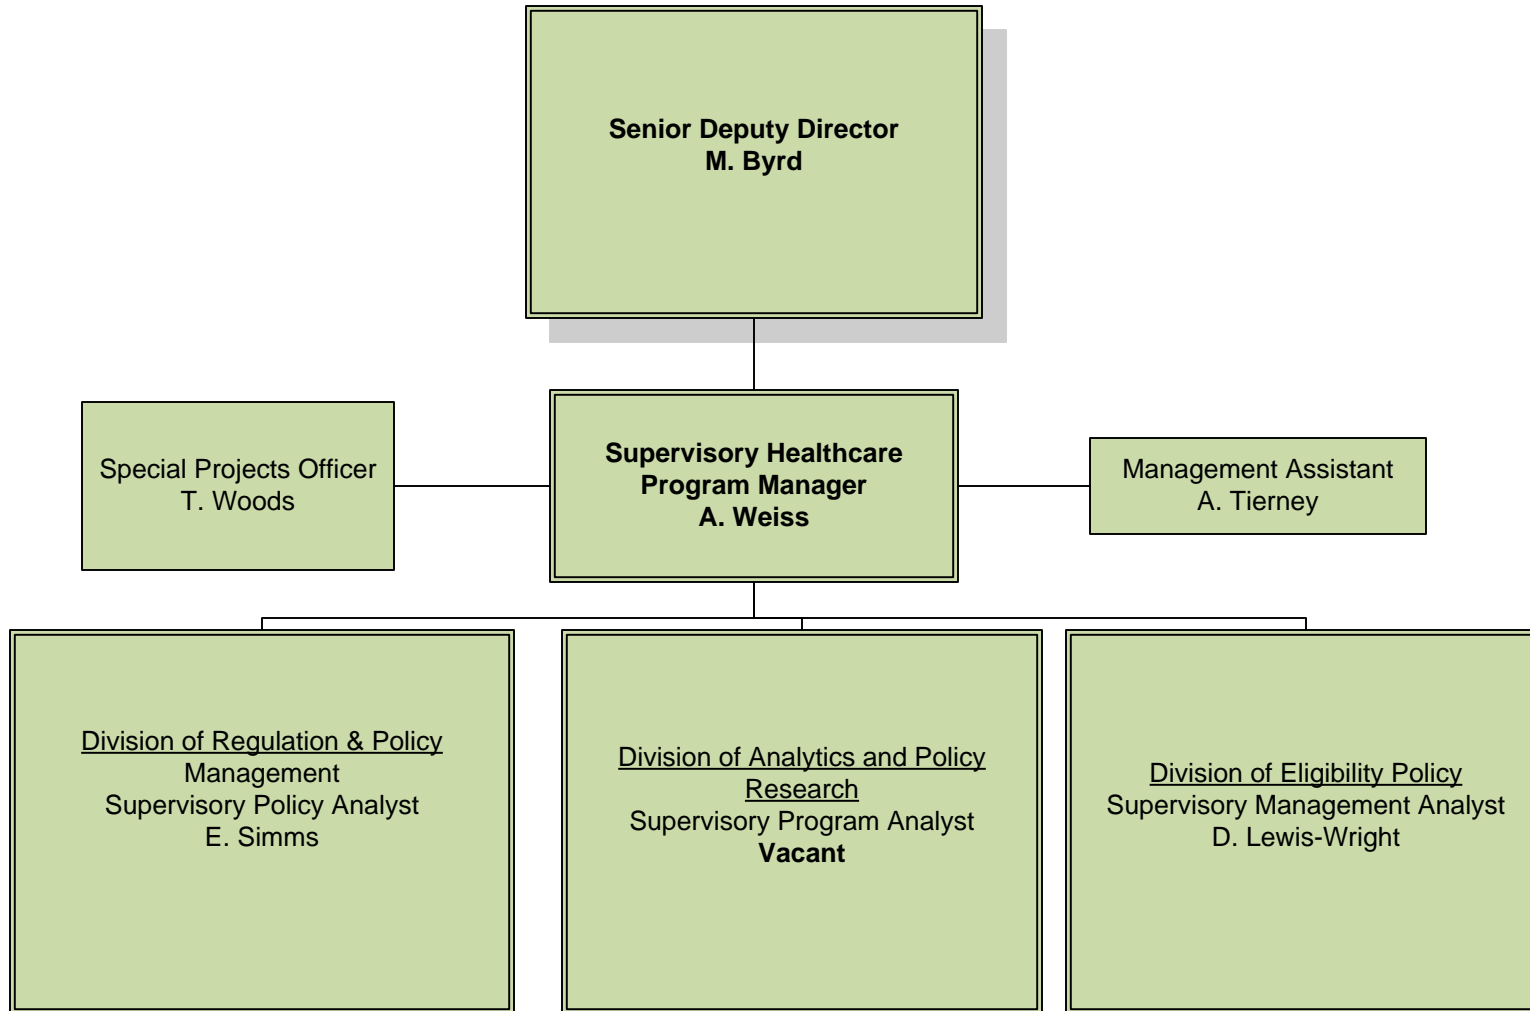 Senior Deputy Director
M. Byrd
Special Projects Officer
T. Woods
Supervisory Healthcare
Program Manager
A. Weiss
Management Assistant
A. Tierney
Division of Regulation & Policy
Management
Supervisory Policy Analyst
E. Simms
Division of Analytics and Policy
Research
Supervisory Program Analyst
Vacant
Division of Eligibility Policy
Supervisory Management Analyst
D. Lewis-Wright